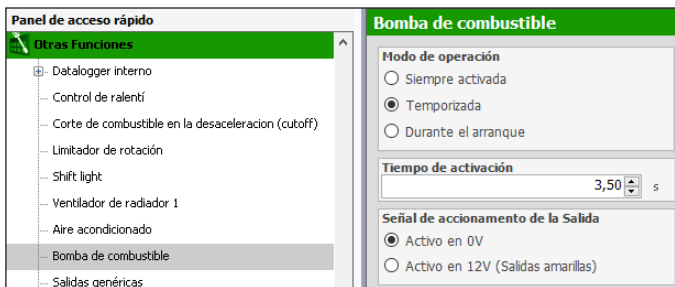 Panel de acceso rápido
Otras Funciones
Datalogger interno
Control de ralentí
Corte de combustible en la desaceleracion (cutoff)
Limitador de rotación
Shift light
Ventilador de radiador 1
Aire acondicionado
Bomba de combustible
Salidas genéricas
Bomba de combustible
Modo de operación
Siempre activada
Temporizada
Durante el arranque
Tiempo de activación
3,50 s
Señal de accionamento de la Salida
Activo en 0V
Activo en 12V (Salidas amarillas)